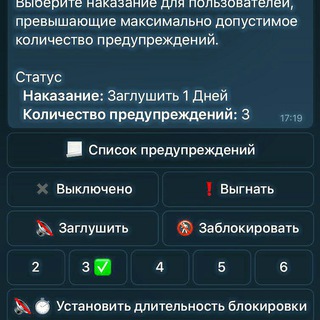 Выберите наказание для пользователей,
превышающие максимально допустимое
количество предупреждений.
Статус
Наказание: Заглушить 1 Дней
Количество предупреждений: 3
17:19
Список предупреждений
Выключено
Выгнать
Заглушить
Заблокировать
2
3
4
5
6
Установить длительность блокировки